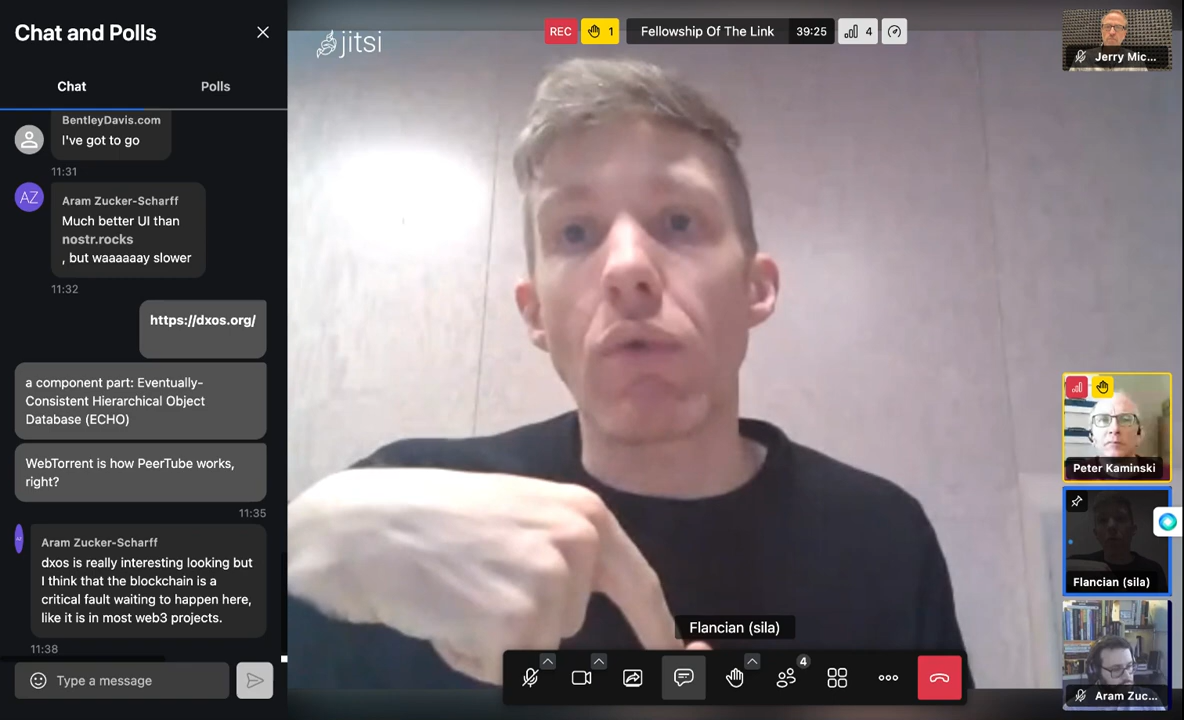 Chat and Polls
Chat
Polls
BentleyDavis.com
I've got to go
11:31
AZ
Aram Zucker-Scharff
Much better UI than
nostr.rocks
, but waaaaaay slower
11:32
https://dxos.org/
a component part: Eventually-
Consistent Hierarchical Object
Database (ECHO)
WebTorrent is how PeerTube works,
right?
11:35
Aram Zucker-Scharff
dxos is really interesting looking but
I think that the blockchain is a
critical fault waiting to happen here,
like it is in most web3 projects.
11:38
Type a message
jitsi
REC
1
Fellowship Of The Link
39:25
4
Jerry Mic...
Peter Kaminski
Flancian (sila)
Aram Zuc...
Flancian (sila)
4